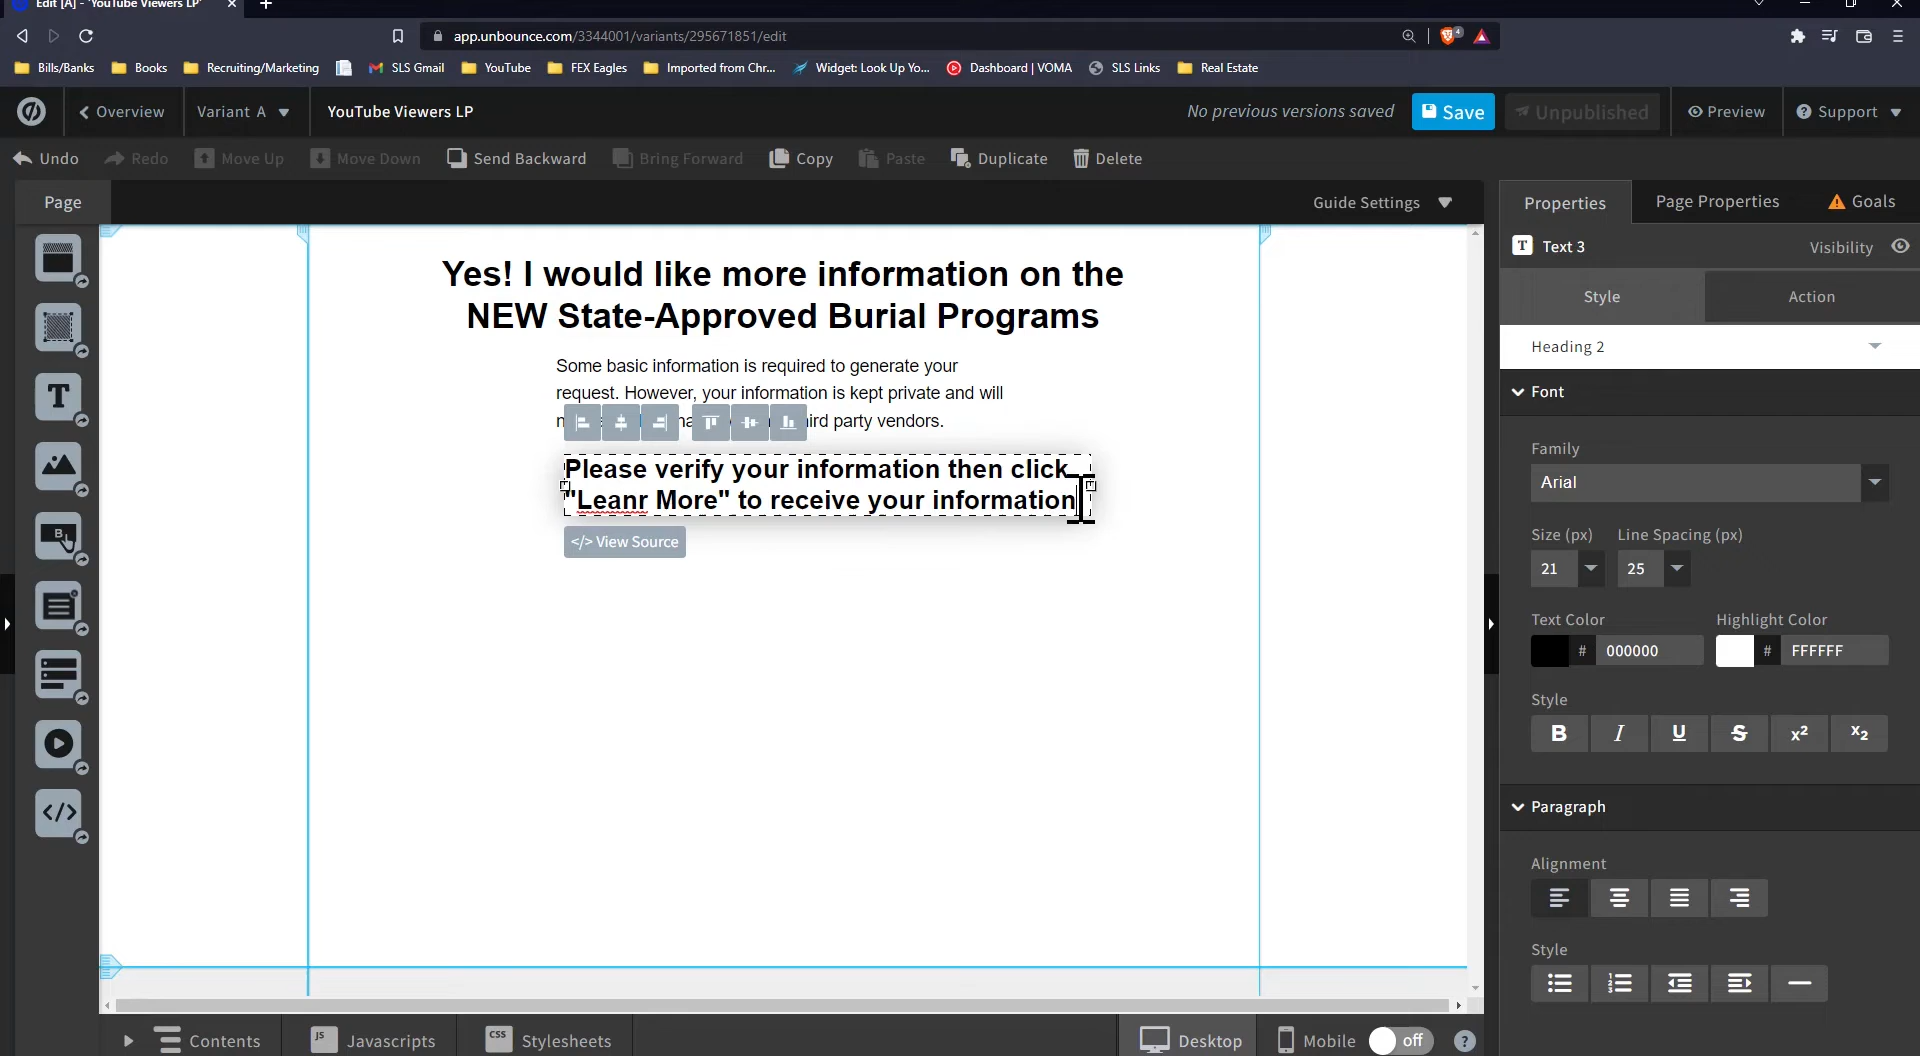 Edit [A] - 'YouTube Viewers LP'
app.unbounce.com/3344001/variants/295671851/edit
4
Bills/Banks
Books
Recruiting/Marketing
SLS Gmail
YouTube
FEX Eagles
Imported from Chr...
Widget: Look Up Yo...
Dashboard | VOMA
SLS Links
Real Estate
Overview
Variant A
YouTube Viewers LP
No previous versions saved
Save
Unpublished
Preview
Support
Undo
Redo
Move Up
Move Down
Send Backward
Bring Forward
Copy
Paste
Duplicate
Delete
Page
Guide Settings
Properties
Page Properties
Goals
T
Text 3
Visibility
Style
Action
Heading 2
Font
Family
Arial
Size (px)
Line Spacing (px)
21
25
Text Color
Highlight Color
# 000000
# FFFFFF
Style
B I U S x² x₂
Paragraph
Alignment
Style
T
B
</>
Yes! I would like more information on the
NEW State-Approved Burial Programs
Some basic information is required to generate your
request. However, your information is kept private and will
ird party vendors.
Please verify your information then click
"Leanr More" to receive your information
</> View Source
Contents
JS
Javascripts
CSS
Stylesheets
Desktop
Mobile
off
?